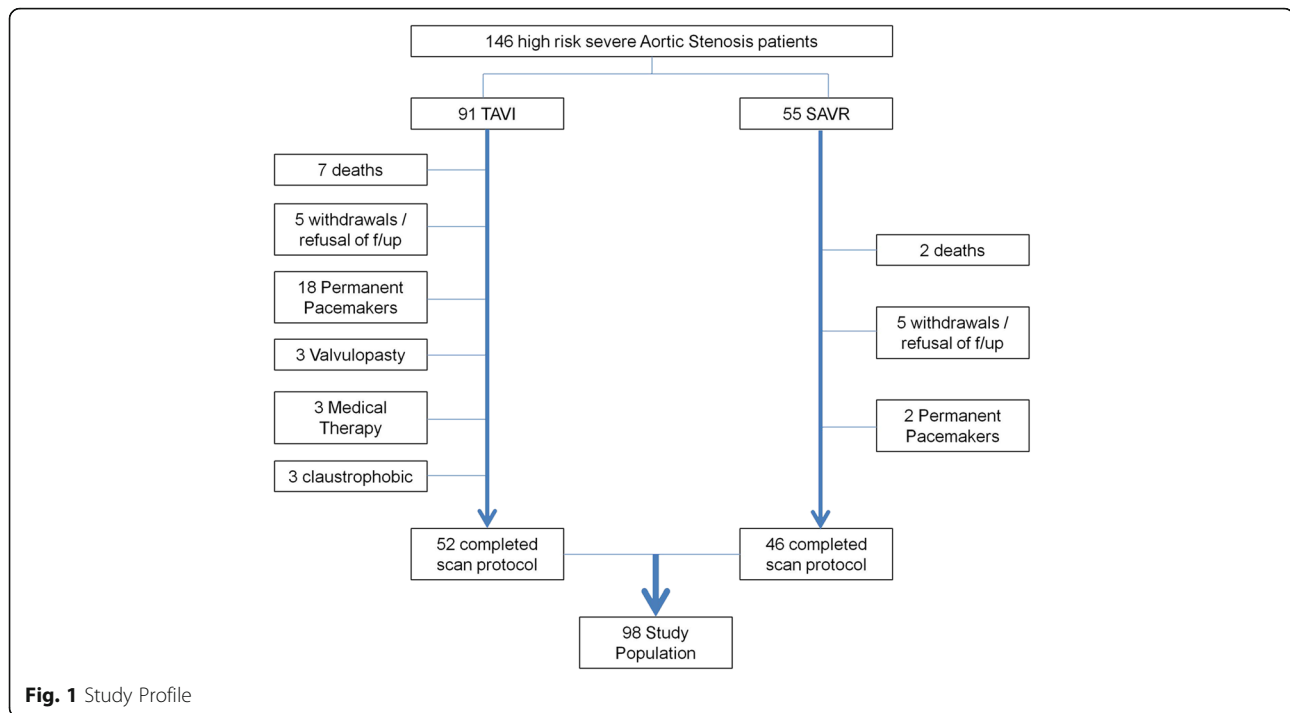 146 high risk severe Aortic Stenosis patients
91 TAVI
55 SAVR
7 deaths
5 withdrawals /
refusal of f/up
18 Permanent
Pacemakers
3 Valvulopasty
3 Medical
Therapy
3 claustrophobic
2 deaths
5 withdrawals /
refusal of f/up
2 Permanent
Pacemakers
52 completed
scan protocol
46 completed
scan protocol
98 Study
Population
Fig. 1 Study Profile